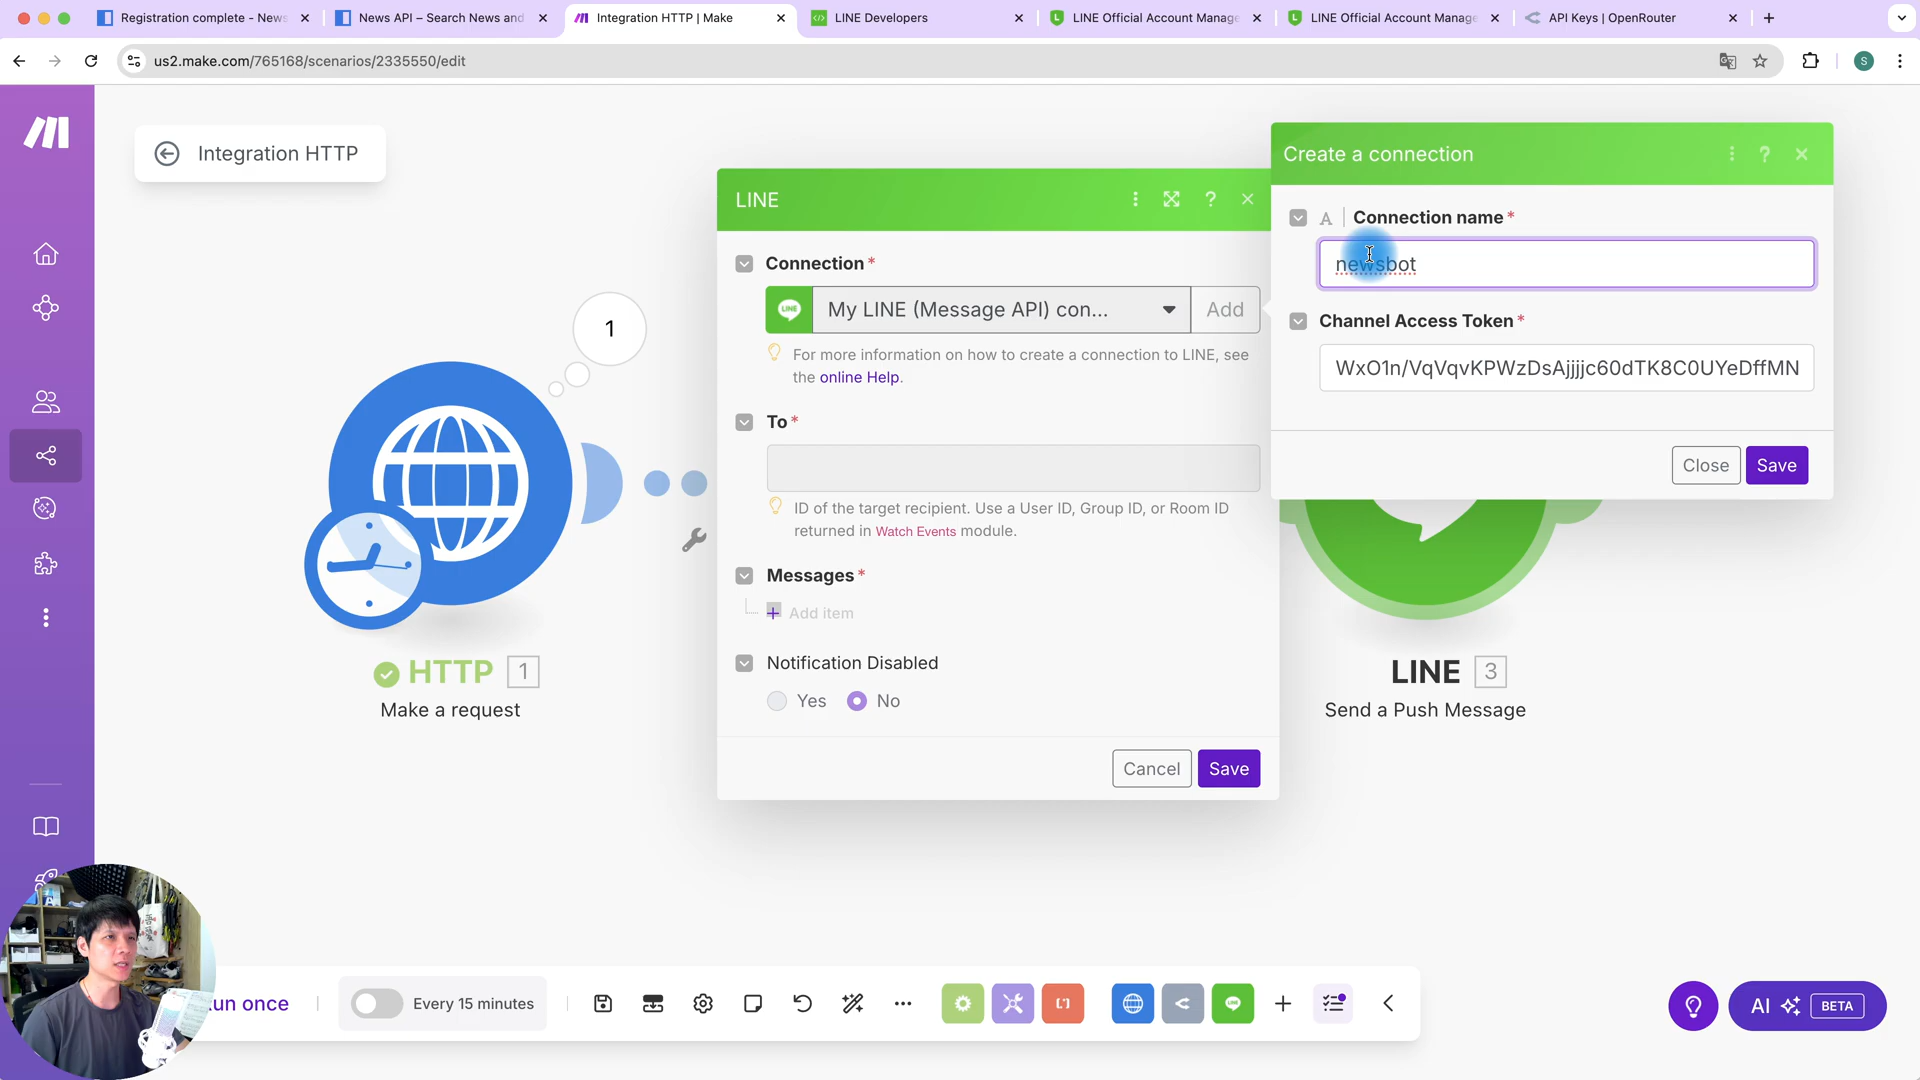 Registration complete - News
News API – Search News and
Integration HTTP | Make
LINE Developers
LINE Official Account Manage
LINE Official Account Manage
API Keys | OpenRouter
us2.make.com/765168/scenarios/2335550/edit
S
Integration HTTP
Create a connection
A
Connection name *
newsbot
Channel Access Token *
WxO1n/VqVqvKPWzDsAjjjjc60dTK8C0UYeDffMN
Close
Save
LINE
Connection *
LINE
My LINE (Message API) con...
Add
For more information on how to create a connection to LINE, see
the online Help.
To *
ID of the target recipient. Use a User ID, Group ID, or Room ID
returned in Watch Events module.
Messages *
Add item
Notification Disabled
Yes
No
Cancel
Save
1
HTTP 1
Make a request
LINE 3
Send a Push Message
un once
Every 15 minutes
AI
BETA